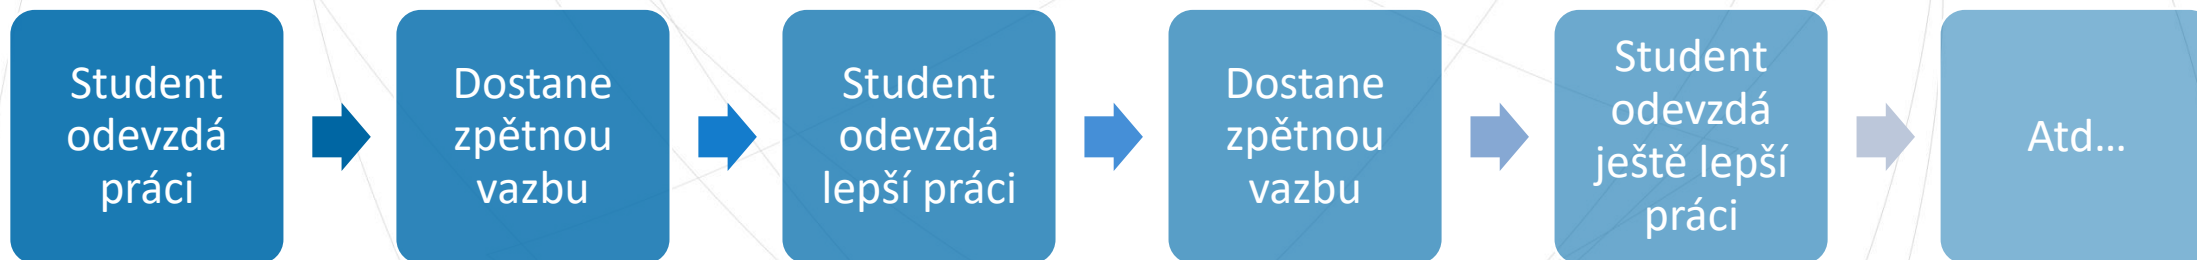 Student
odevzdá
práci
Dostane
zpětnou
vazbu
Student
odevzdá
lepší práci
Dostane
zpětnou
vazbu
Student
odevzdá
ještě lepší
práci
Atd...